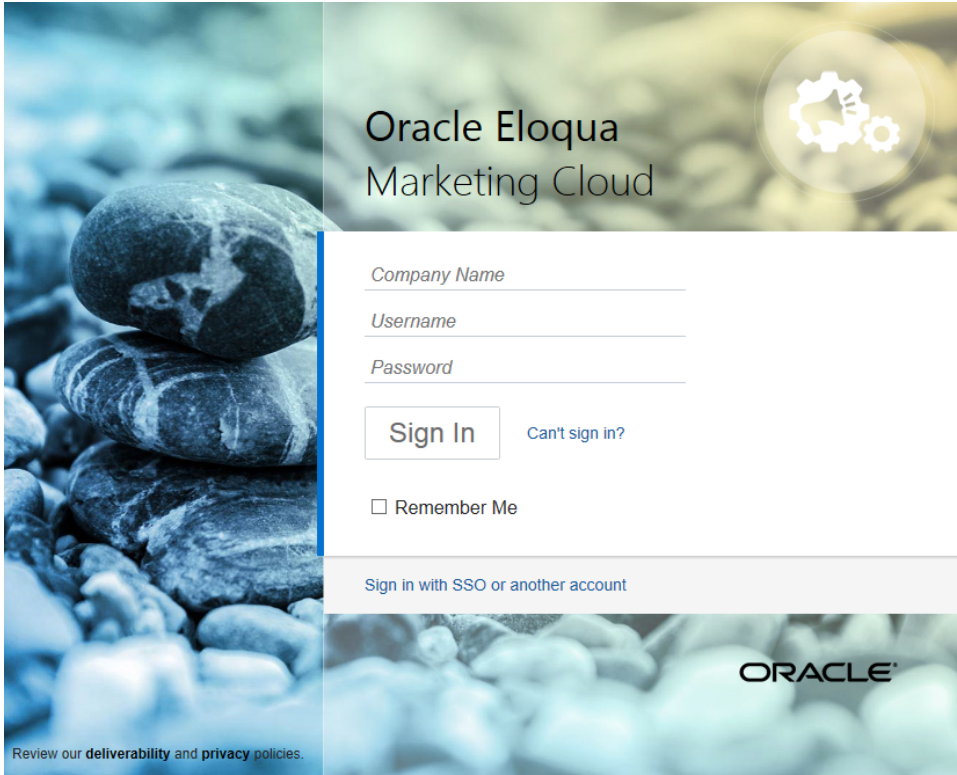 Oracle Eloqua
Marketing Cloud
Company Name
Username
Password
Sign In
Can't sign in?
Remember Me
Sign in with SSO or another account
ORACLE®
Review our deliverability and privacy policies.